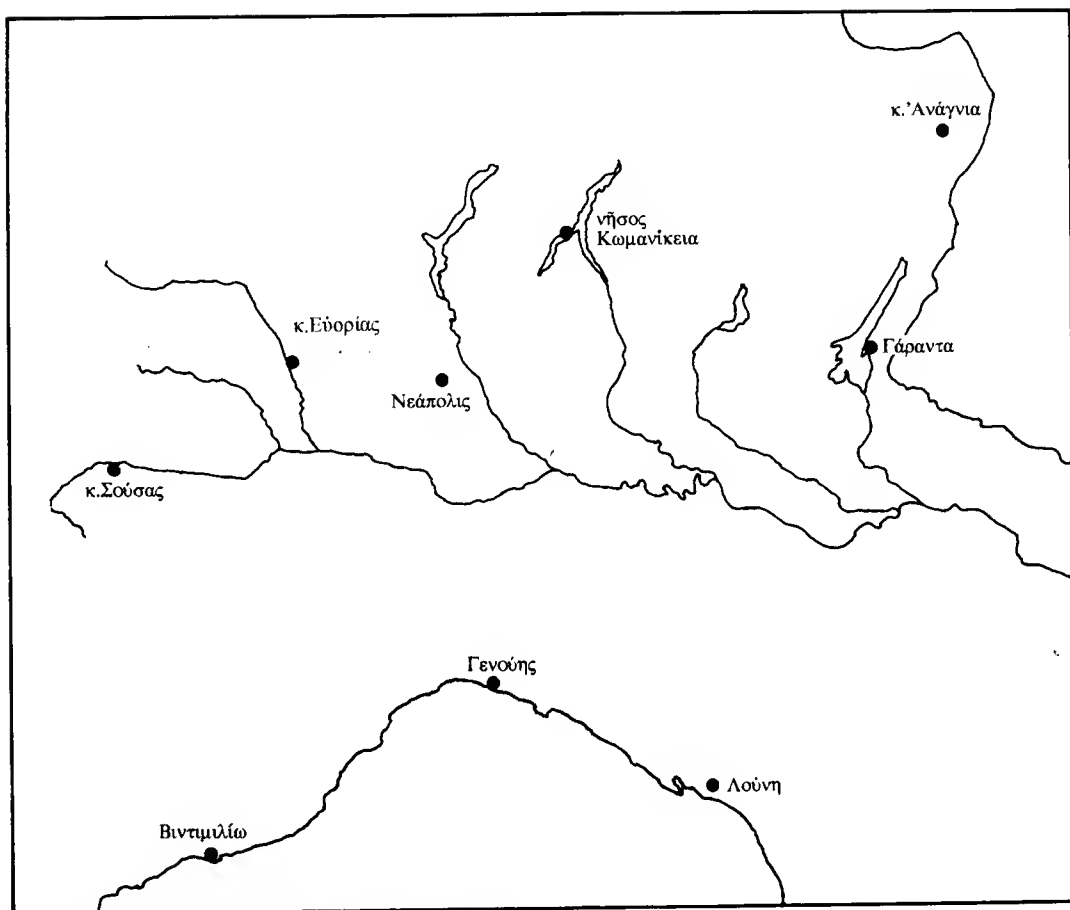 κ.Ἀνάγνια
νῆσος
Κωμανίκεια
κ.Εὐορίας
Γάραντα
Νεάπολις
κ.Σούσας
Γενούης
Λούνη
Βιντιμιλίω